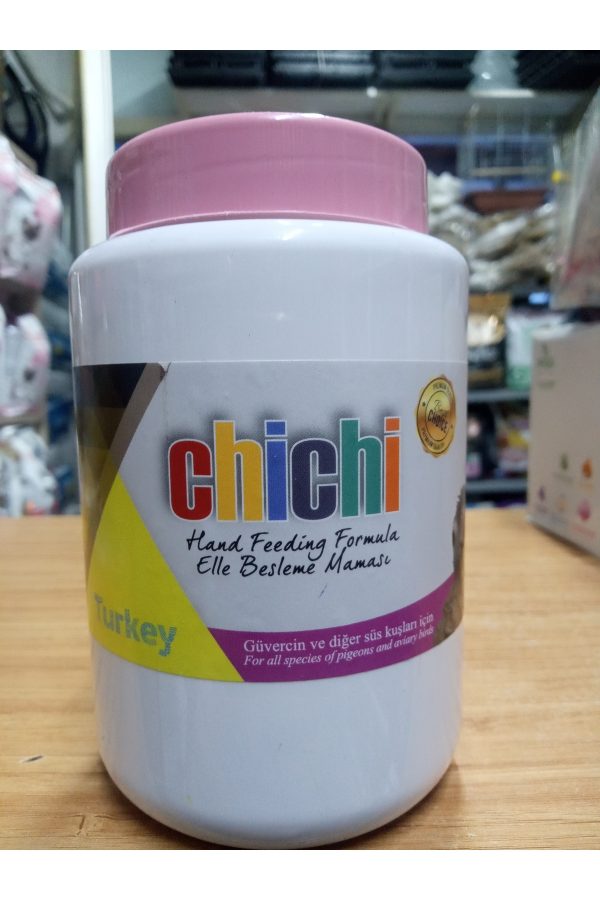 CHOICE
chichi
Hand Feeding Formula
Elle Besleme Maması
Turkey
Güvercin ve diğer süs kuşları için
For all species of pigeons and aviary birds